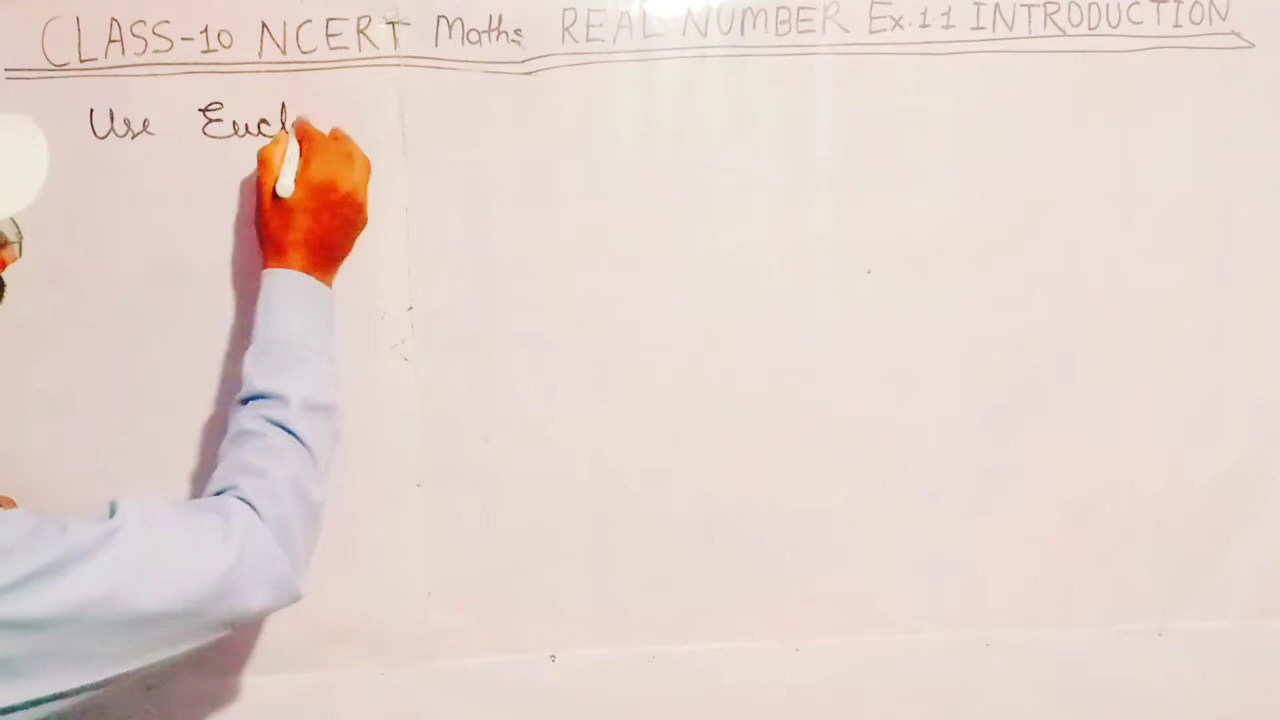 CLASS-10 NCERT Maths REAL NUMBER Ex.1.1 INTRODUCTION
Use Eucl